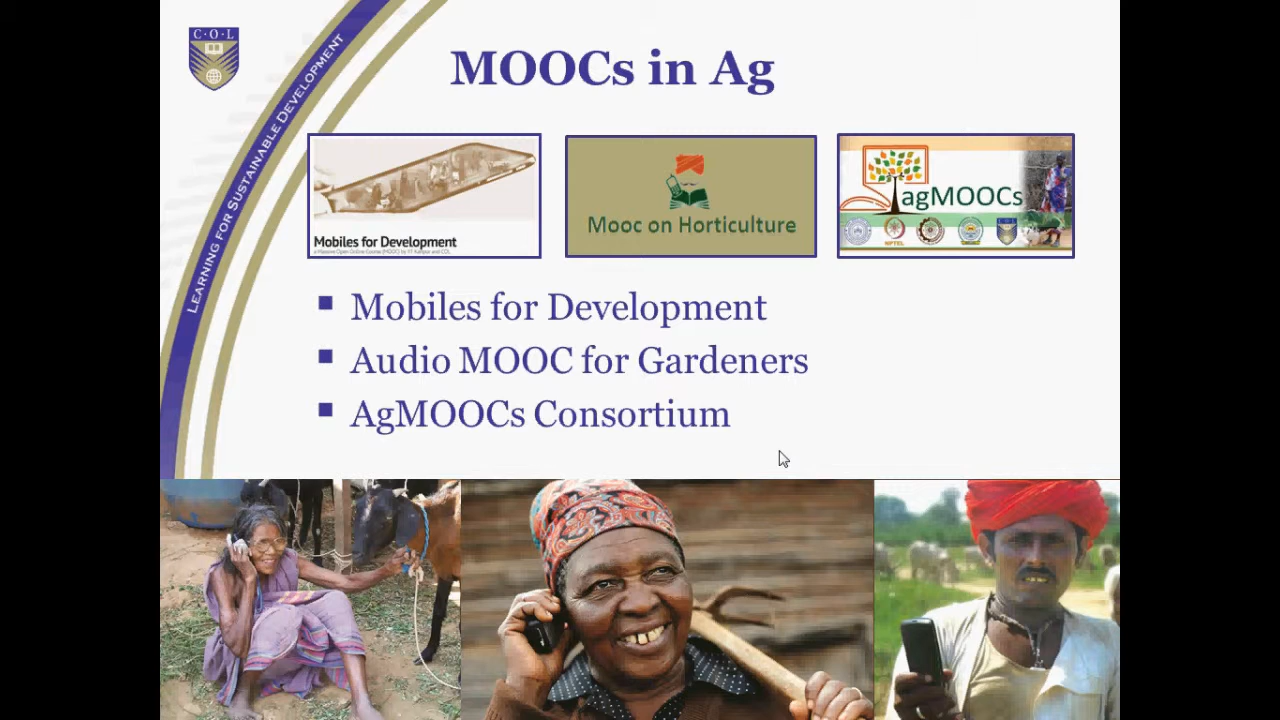 C·O·L
LEARNING FOR SUSTAINABLE DEVELOPMENT
MOOCs in Ag
Mobiles for Development
a Massive Open Online Course (MOOC) by IIT Kanpur and COL
Mooc on Horticulture
agMOOCs
NPTEL
C·O·L
Mobiles for Development
Audio MOOC for Gardeners
AgMOOCs Consortium